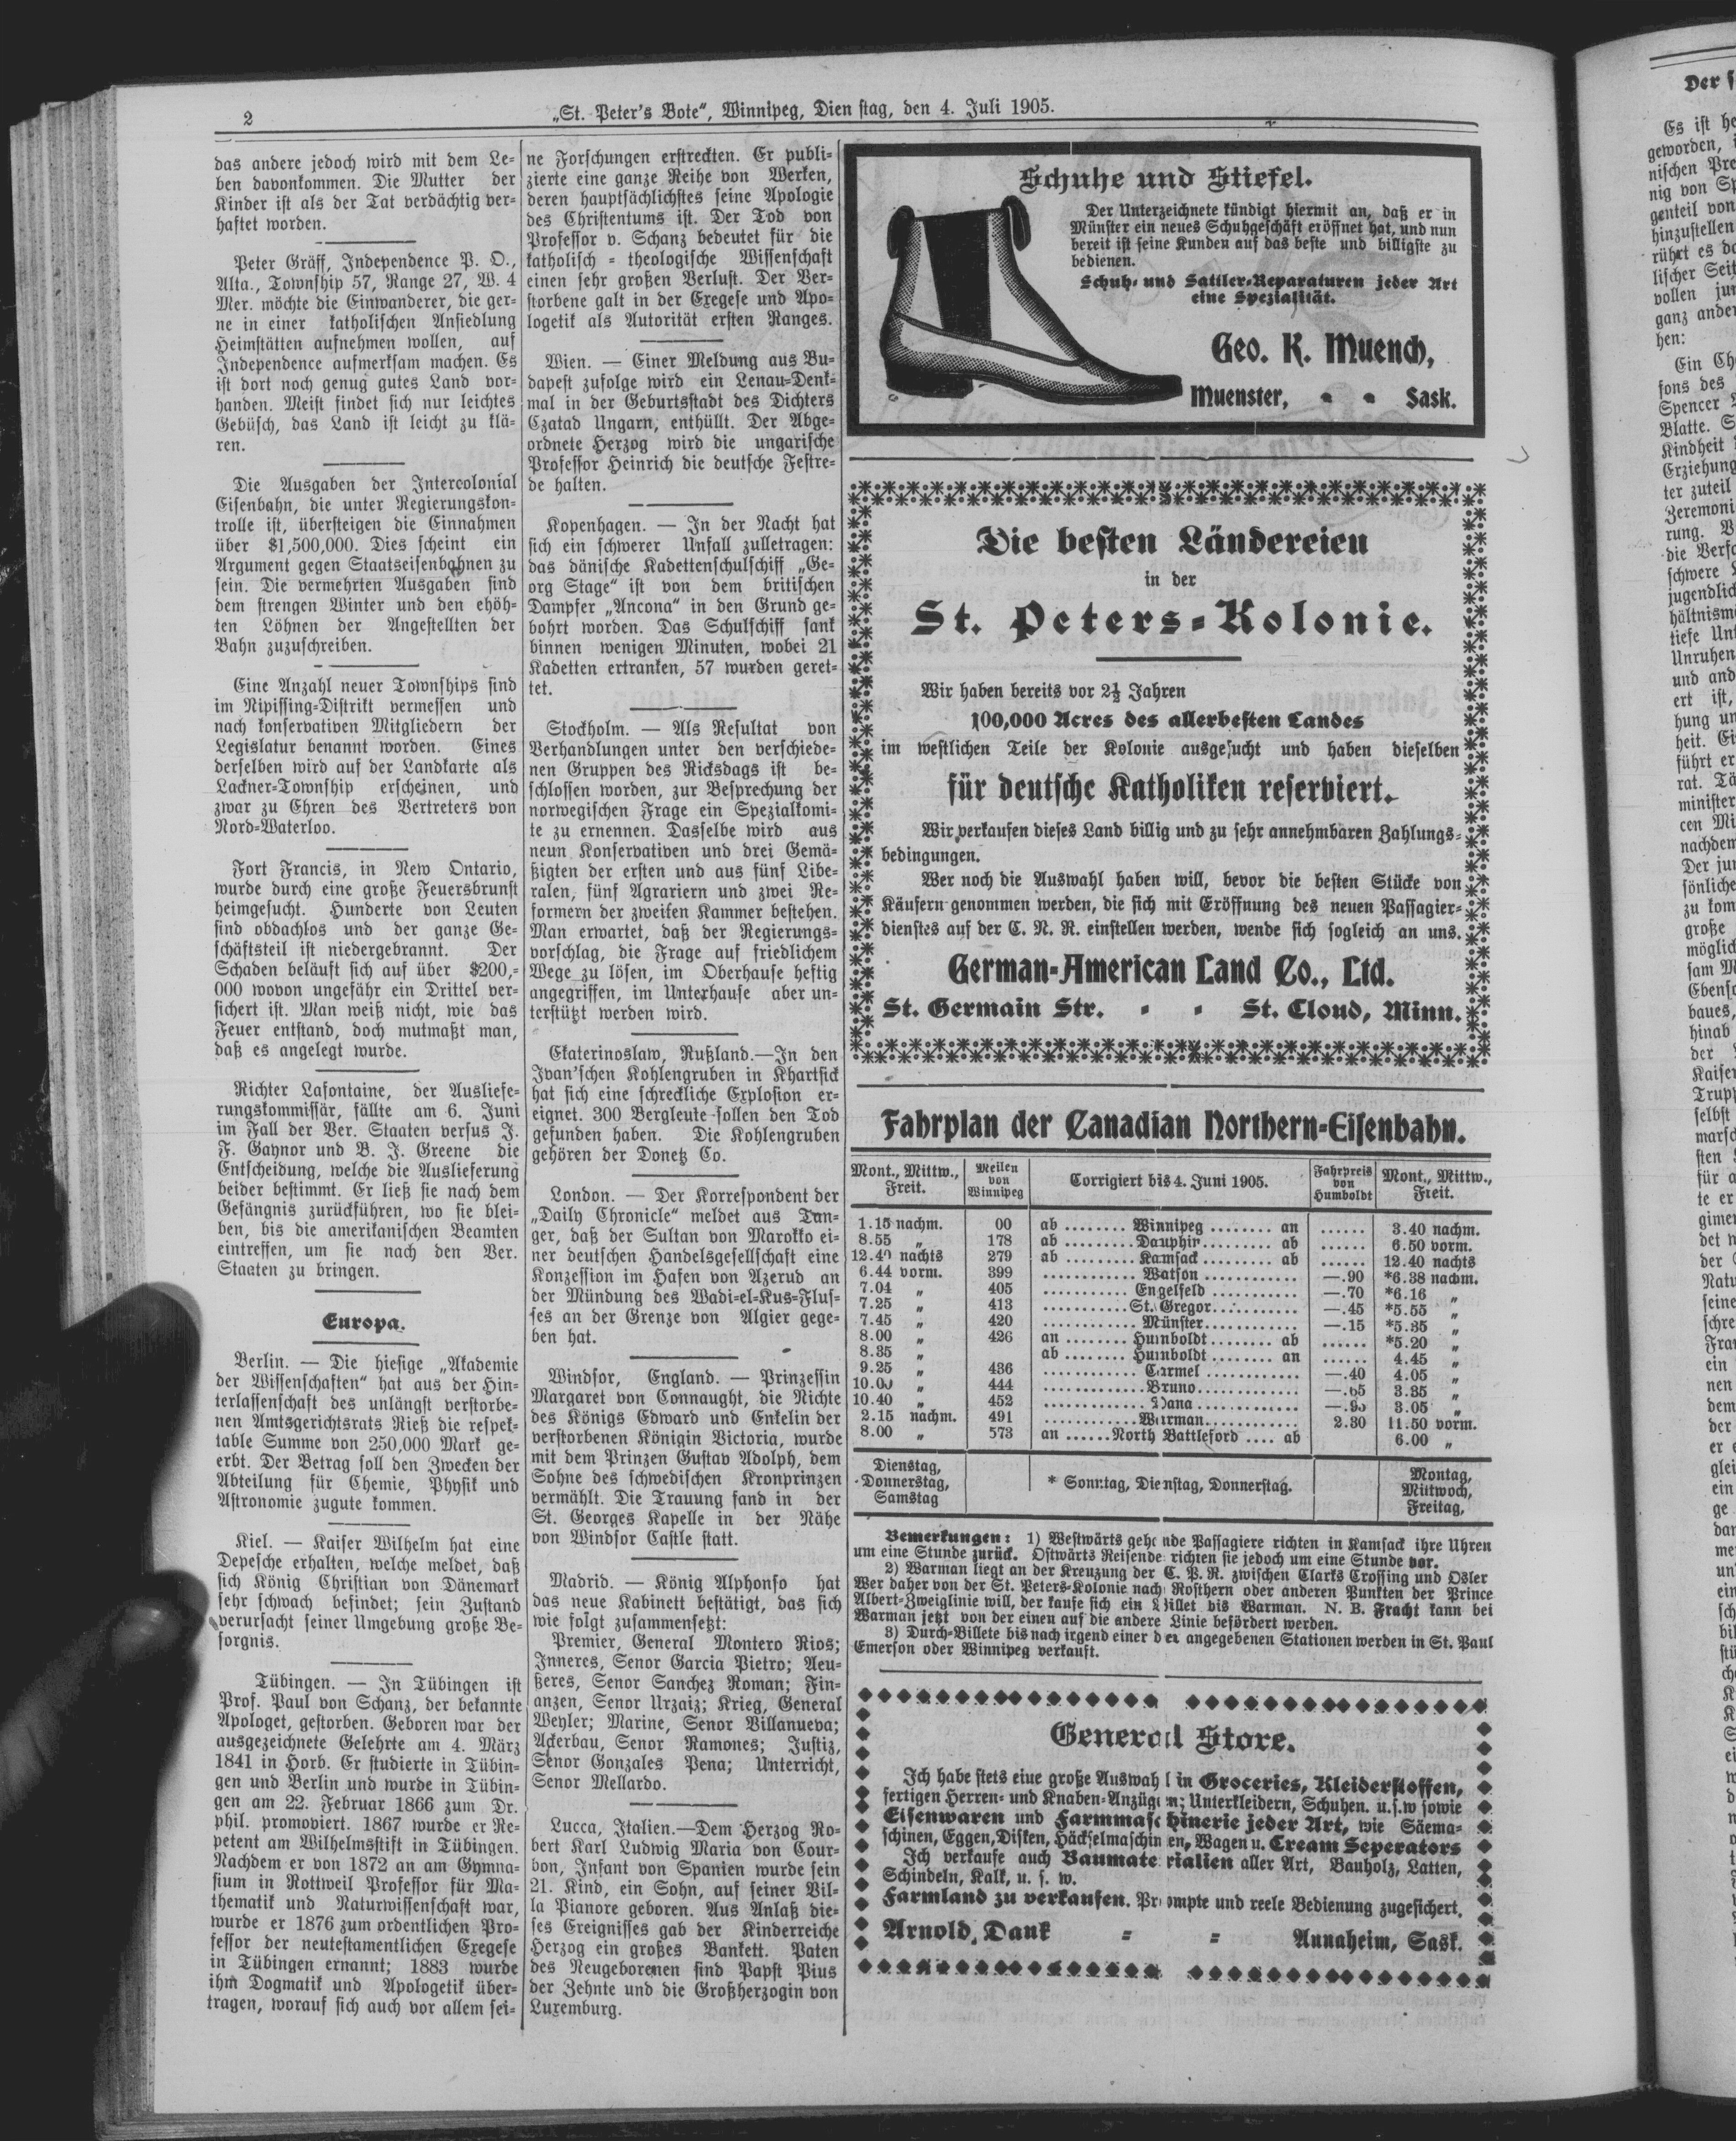 2
„St. Peter's Bote“, Winnipeg, Dien stag, den 4. Juli 1905.
das andere jedoch wird mit dem Le-
ben davonkommen. Die Mutter der
Kinder ist als der Tat verdächtig ver-
haftet worden.
Peter Gräff, Independence P. O.,
Alta., Township 57, Range 27, W. 4
Mer. möchte die Einwanderer, die ger-
ne in einer katholischen Ansiedlung
Heimstätten aufnehmen wollen, auf
Independence aufmerksam machen. Es
ist dort noch genug gutes Land vor-
handen. Meist findet sich nur leichtes
Gebüsch, das Land ist leicht zu klä-
ren.
Die Ausgaben der Intercolonial
Eisenbahn, die unter Regierungskon-
trolle ist, übersteigen die Einnahmen
über $1,500,000. Dies scheint ein
Argument gegen Staatseisenbahnen zu
sein. Die vermehrten Ausgaben sind
dem strengen Winter und den ehöh-
ten Löhnen der Angestellten der
Bahn zuzuschreiben.
Eine Anzahl neuer Townships sind
im Nipissing-Distrikt vermessen und
nach konservativen Mitgliedern der
Legislatur benannt worden. Eines
derselben wird auf der Landkarte als
Lackner-Township erscheinen, und
zwar zu Ehren des Vertreters von
Nord-Waterloo.
Fort Francis, in New Ontario,
wurde durch eine große Feuersbrunst
heimgesucht. Hunderte von Leuten
sind obdachlos und der ganze Ge-
schäftsteil ist niedergebrannt. Der
Schaden beläuft sich auf über $200,-
000 wovon ungefähr ein Drittel ver-
sichert ist. Man weiß nicht, wie das
Feuer entstand, doch mutmaßt man,
daß es angelegt wurde.
Richter Lafontaine, der Ausliefe-
rungskommissär, fällte am 6. Juni
im Fall der Ver. Staaten versus J.
F. Gaynor und B. J. Greene die
Entscheidung, welche die Auslieferung
beider bestimmt. Er ließ sie nach dem
Gefängnis zurückführen, wo sie blei-
ben, bis die amerikanischen Beamten
eintreffen, um sie nach den Ver.
Staaten zu bringen.
Europa.
Berlin. — Die hiesige „Akademie
der Wissenschaften“ hat aus der Hin-
terlassenschaft des unlängst verstorbe-
nen Amtsgerichtsrats Rieß die respek-
table Summe von 250,000 Mark ge-
erbt. Der Betrag soll den Zwecken der
Abteilung für Chemie, Physik und
Astronomie zugute kommen.
Kiel. — Kaiser Wilhelm hat eine
Depesche erhalten, welche meldet, daß
sich König Christian von Dänemark
sehr schwach befindet; sein Zustand
verursacht seiner Umgebung große Be-
sorgnis.
Tübingen. — In Tübingen ist
Prof. Paul von Schanz, der bekannte
Apologet, gestorben. Geboren war der
ausgezeichnete Gelehrte am 4. März
1841 in Horb. Er studierte in Tübin-
gen und Berlin und wurde in Tübin-
gen am 22. Februar 1866 zum Dr.
phil. promoviert. 1867 wurde er Re-
petent am Wilhelmsstift in Tübingen.
Nachdem er von 1872 an am Gymna-
sium in Rottweil Professor für Ma-
thematik und Naturwissenschaft war,
wurde er 1876 zum ordentlichen Pro-
fessor der neutestamentlichen Exegese
in Tübingen ernannt; 1883 wurde
ihm Dogmatik und Apologetik über-
tragen, worauf sich auch vor allem sei-
ne Forschungen erstreckten. Er publi-
zierte eine ganze Reihe von Werken,
deren hauptsächlichstes seine Apologie
des Christentums ist. Der Tod von
Professor v. Schanz bedeutet für die
katholisch - theologische Wissenschaft
einen sehr großen Verlust. Der Ver-
storbene galt in der Exegese und Apo-
logetik als Autorität ersten Ranges.
Wien. — Einer Meldung aus Bu-
dapest zufolge wird ein Lenau-Denk-
mal in der Geburtsstadt des Dichters
Czatad Ungarn, enthüllt. Der Abge-
ordnete Herzog wird die ungarische
Professor Heinrich die deutsche Festre-
de halten.
Kopenhagen. — In der Nacht hat
sich ein schwerer Unfall zulletragen:
das dänische Kadettenschulschiff „Ge-
org Stage“ ist von dem britischen
Dampfer „Ancona“ in den Grund ge-
bohrt worden. Das Schulschiff sank
binnen wenigen Minuten, wobei 21
Kadetten ertranken, 57 wurden geret-
tet.
Stockholm. — Als Resultat von
Verhandlungen unter den verschiede-
nen Gruppen des Ricksdags ist be-
schlossen worden, zur Besprechung der
norwegischen Frage ein Spezialkomi-
te zu ernennen. Dasselbe wird aus
neun Konservativen und drei Gemä-
ßigten der ersten und aus fünf Libe-
ralen, fünf Agrariern und zwei Re-
formern der zweiten Kammer bestehen.
Man erwartet, daß der Regierungs-
vorschlag, die Frage auf friedlichem
Wege zu lösen, im Oberhause heftig
angegriffen, im Unterhause aber un-
terstützt werden wird.
Ekaterinoslaw, Rußland.—In den
Ivan'schen Kohlengruben in Khartsick
hat sich eine schreckliche Explosion er-
eignet. 300 Bergleute sollen den Tod
gefunden haben. Die Kohlengruben
gehören der Donetz Co.
London. — Der Korrespondent der
„Daily Chronicle“ meldet aus Tan-
ger, daß der Sultan von Marokko ei-
ner deutschen Handelsgesellschaft eine
Konzession im Hafen von Azerud an
der Mündung des Wadi-el-Kus-Flus-
ses an der Grenze von Algier gege-
ben hat.
Windsor, England. — Prinzessin
Margaret von Connaught, die Nichte
des Königs Edward und Enkelin der
verstorbenen Königin Victoria, wurde
mit dem Prinzen Gustav Adolph, dem
Sohne des schwedischen Kronprinzen
vermählt. Die Trauung fand in der
St. Georges Kapelle in der Nähe
von Windsor Castle statt.
Madrid. — König Alphonso hat
das neue Kabinett bestätigt, das sich
wie folgt zusammensetzt:
Premier, General Montero Rios;
Inneres, Senor Garcia Pietro; Aeu-
ßeres, Senor Sanchez Roman; Fin-
anzen, Senor Urzaiz; Krieg, General
Weyler; Marine, Senor Villanueva;
Ackerbau, Senor Ramones; Justiz,
Senor Gonzales Pena; Unterricht,
Senor Mellardo.
Lucca, Italien.—Dem Herzog Ro-
bert Karl Ludwig Maria von Cour-
bon, Infant von Spanien wurde sein
21. Kind, ein Sohn, auf seiner Vil-
la Pianore geboren. Aus Anlaß die-
ses Ereignisses gab der Kinderreiche
Herzog ein großes Bankett. Paten
des Neugeborenen sind Papst Pius
der Zehnte und die Großherzogin von
Luxemburg.
Schuhe und Stiefel.
Der Unterzeichnete kündigt hiermit an, daß er in
Münster ein neues Schuhgeschäft eröffnet hat, und nun
bereit ist seine Kunden auf das beste und billigste zu
bedienen.
Schuh- und Sattler-Reparaturen jeder Art
eine Spezialität.
Geo. K. Muench,
Muenster, - - Sask.
Die besten Ländereien
in der
St. Peters-Kolonie.
Wir haben bereits vor 2½ Jahren
100,000 Acres des allerbesten Landes
im westlichen Teile der Kolonie ausgesucht und haben dieselben
für deutsche Katholiken reserviert.
Wir verkaufen dieses Land billig und zu sehr annehmbaren Zahlungs-
bedingungen.
Wer noch die Auswahl haben will, bevor die besten Stücke von
Käufern genommen werden, die sich mit Eröffnung des neuen Passagier-
dienstes auf der C. N. R. einstellen werden, wende sich sogleich an uns.
German-American Land Co., Ltd.
St. Germain Str. - - St. Cloud, Minn.
Fahrplan der Canadian Northern-Eisenbahn.
Mont., Mittw., Freit. | Meilen von Winnipeg | Corrigiert bis 4. Juni 1905. | Fahrpreis von Humboldt | Mont., Mittw., Freit.
1.15 nachm. 00 ab ........ Winnipeg ........ an ...... 3.40 nachm.
8.55 „ 178 ab ........ Dauphin ........ ab ...... 6.50 vorm.
12.40 nachts 279 ab ........ Kamsack ........ ab ...... 12.40 nachts
6.44 vorm. 399 ............ Watson ............ —.90 *6.38 nachm.
7.04 „ 405 ........... Engelfeld ........... —.70 *6.16 „
7.25 „ 413 ........... St. Gregor ........... —.45 *5.55 „
7.45 „ 420 ............ Münster ............ —.15 *5.35 „
8.00 „ 426 an ........ Humboldt ........ ab ...... *5.20 „
8.35 „ ab ........ Humboldt ........ an ...... 4.45 „
9.25 „ 436 ............ Carmel ............ —.40 4.05 „
10.00 „ 444 ............. Bruno ............. —.65 3.35 „
10.40 „ 452 ............. Dana ............. 3.05 „
2.15 nachm. 491 ............ Warman ............ 2.30 11.50 vorm.
8.00 „ 573 an ...... North Battleford .... ab 6.00 „
Dienstag, Donnerstag, Samstag | * Sonntag, Dienstag, Donnerstag. | Montag, Mittwoch, Freitag,
Bemerkungen: 1) Westwärts gehende Passagiere richten in Kamsack ihre Uhren
um eine Stunde zurück. Ostwärts Reisende richten sie jedoch um eine Stunde vor.
2) Warman liegt an der Kreuzung der C. P. R. zwischen Clarks Crossing und Osler
Wer daher von der St. Peters-Kolonie nach Rosthern oder anderen Punkten der Prince
Albert-Zweiglinie will, der kaufe sich ein Billet bis Warman. N. B. Fracht kann bei
Warman jetzt von der einen auf die andere Linie befördert werden.
3) Durch-Billete bis nach irgend einer der angegebenen Stationen werden in St. Paul
Emerson oder Winnipeg verkauft.
General Store.
Ich habe stets eine große Auswahl in Groceries, Kleiderstoffen,
fertigen Herren- und Knaben-Anzügen; Unterkleidern, Schuhen. u.s.w sowie
Eisenwaren und Farmmaschinerie jeder Art, wie Säema-
schinen, Eggen, Disken, Häckselmaschinen, Wagen u. Cream Seperators
Ich verkaufe auch Baumaterialien aller Art, Bauholz, Latten,
Schindeln, Kalk, u. s. w.
Farmland zu verkaufen. Prompte und reele Bedienung zugesichert.
Arnold, Dank - - Annaheim, Sask.